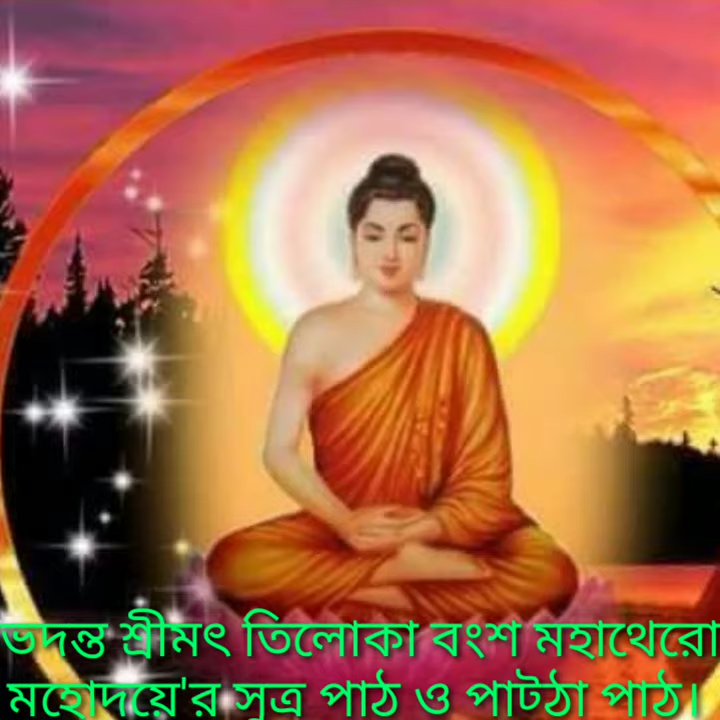 ভদন্ত শ্রীমৎ তিলোকা বংশ মহাথেরো
মহোদয়ে'র সূত্র পাঠ ও পাটঠা পাঠ।